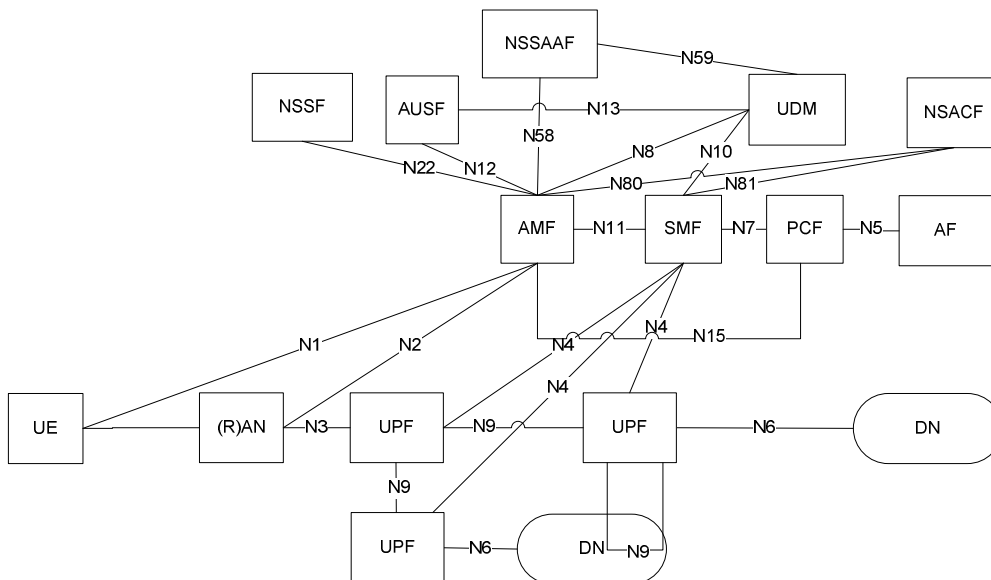 NSSAAF
N59
NSSF
AUSF
N13
UDM
NSACF
N58
N22
N12
N8
N10
N80
N81
AMF
N11
SMF
N7
PCF
N5
AF
N1
N2
N4
N4
N15
N4
UE
(R)AN
N3
UPF
N9
UPF
N6
DN
N9
UPF
N6
DN
N9